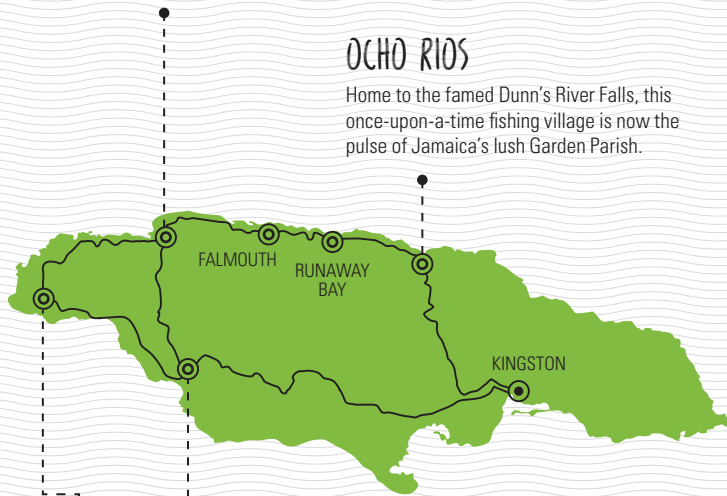 OCHO RIOS
Home to the famed Dunn's River Falls, this
once-upon-a-time fishing village is now the
pulse of Jamaica's lush Garden Parish.
FALMOUTH
RUNAWAY
BAY
KINGSTON